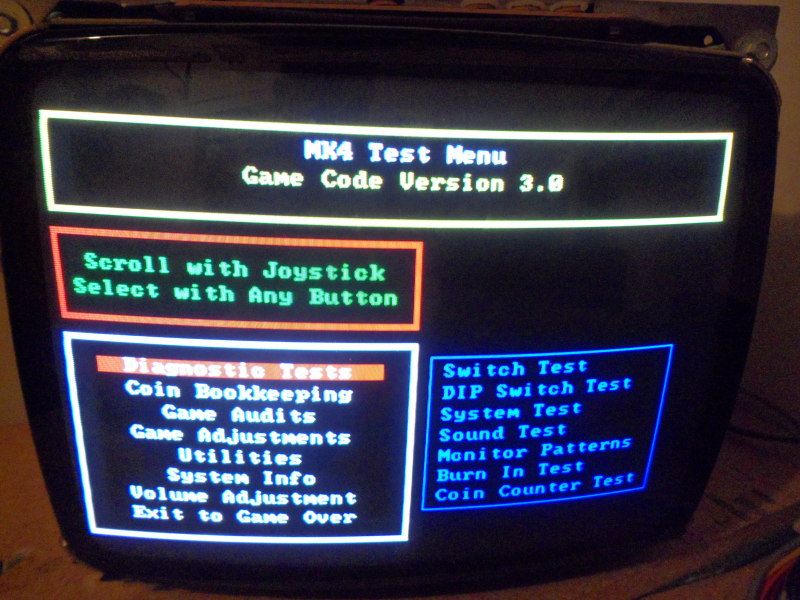 MK4 Test Menu
Game Code Version 3.0
Scroll with Joystick
Select with Any Button
Diagnostic Tests
Coin Bookkeeping
Game Audits
Game Adjustments
Utilities
System Info
Volume Adjustment
Exit to Game Over
Switch Test
DIP Switch Test
System Test
Sound Test
Monitor Patterns
Burn In Test
Coin Counter Test